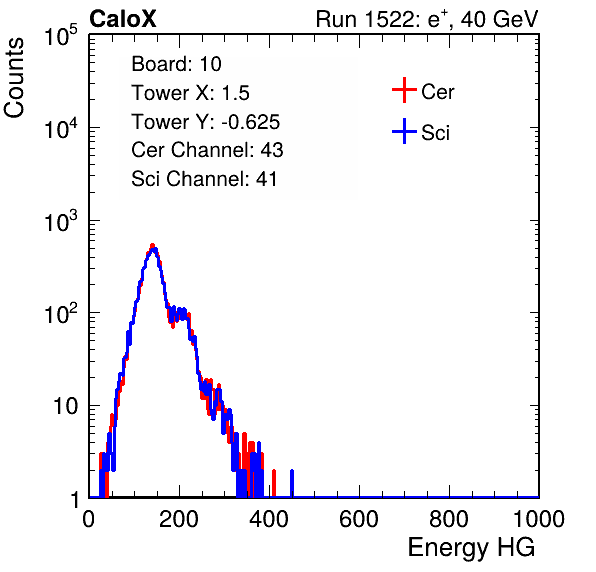 CaloX Run 1522: e⁺, 40 GeV
Counts
10⁵
10⁴
10³
10²
10
1
Board: 10
Tower X: 1.5
Tower Y: -0.625
Cer Channel: 43
Sci Channel: 41
Cer
Sci
0 200 400 600 800 1000
Energy HG